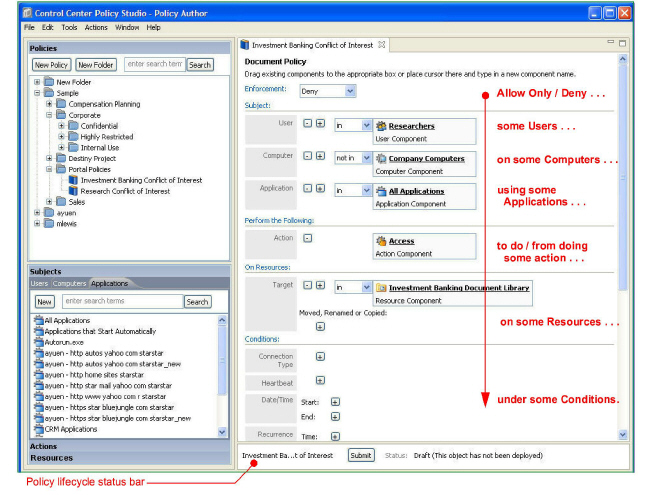 Control Center Policy Studio - Policy Author
File Edit Tools Actions Window Help
Policies
New Policy New Folder enter search term Search
New Folder
Sample
Compensation Planning
Corporate
Confidential
Highly Restricted
Internal Use
Destiny Project
Portal Policies
Investment Banking Conflict of Interest
Research Conflict of Interest
Sales
ayuen
mlewis
Subjects
Users Computers Applications
New enter search terms Search
All Applications
Applications that Start Automatically
Autorun.exe
ayuen - http autos yahoo com starstar
ayuen - http autos yahoo com starstar_new
ayuen - http home sites starstar
ayuen - http star mail yahoo com starstar
ayuen - http www yahoo com r starstar
ayuen - https star bluejungle com starstar
ayuen - https star bluejungle com starstar_new
CRM Applications
Actions
Resources
Investment Banking Conflict of Interest
Document Policy
Drag existing components to the appropriate box or place cursor there and type in a new component name.
Enforcement: Deny
Allow Only / Deny . . .
Subject:
User in Researchers
User Component
some Users . . .
Computer not in Company Computers
Computer Component
on some Computers . . .
Application in All Applications
Application Component
using some
Applications . . .
Perform the Following:
Action Access
Action Component
to do / from doing
some action . . .
On Resources:
Target in Investment Banking Document Library
Resource Component
Moved, Renamed or Copied:
on some Resources . . .
Conditions:
Connection
Type
Heartbeat
Date/Time Start:
End:
under some Conditions.
Recurrence Time:
Investment Ba...t of Interest Submit Status: Draft (This object has not been deployed)
Policy lifecycle status bar